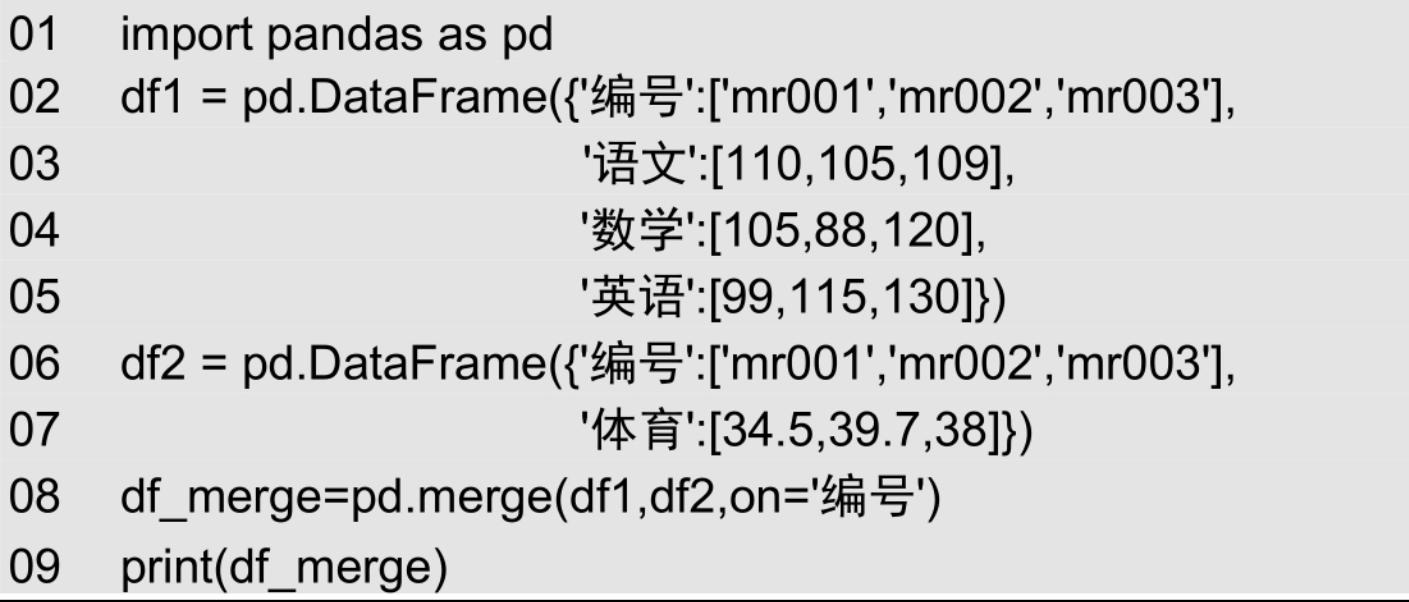 01 import pandas as pd
02 df1 = pd.DataFrame({'编号':['mr001','mr002','mr003'],
03 '语文':[110,105,109],
04 '数学':[105,88,120],
05 '英语':[99,115,130]})
06 df2 = pd.DataFrame({'编号':['mr001','mr002','mr003'],
07 '体育':[34.5,39.7,38]})
08 df_merge=pd.merge(df1,df2,on='编号')
09 print(df_merge)